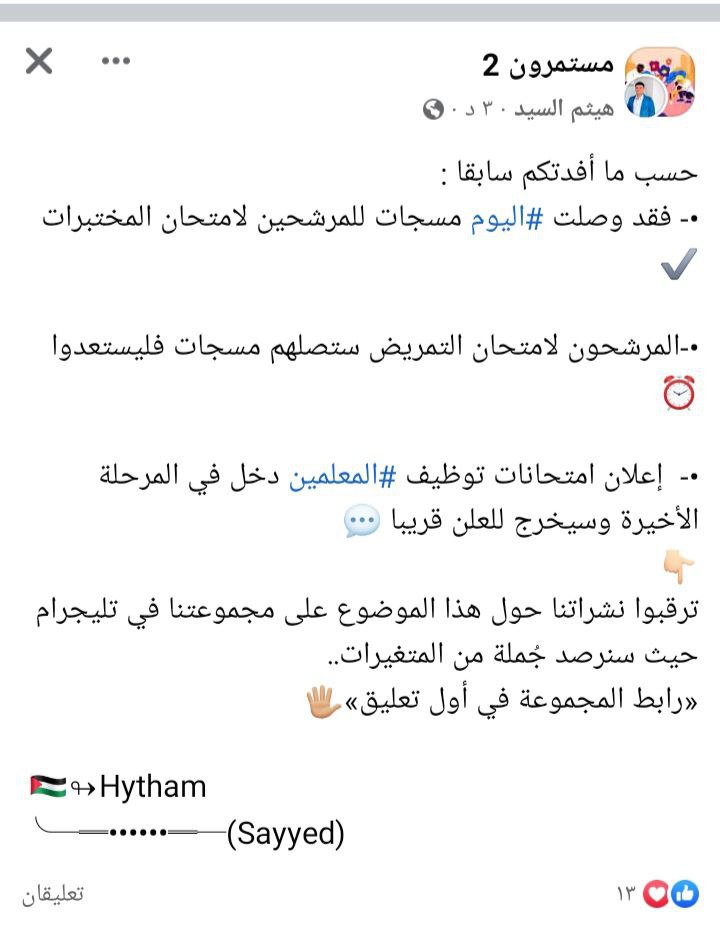 مستمرون 2
هيثم السيد · ٣ د ·
حسب ما أفدتكم سابقا :
•- فقد وصلت #اليوم مسجات للمرشحين لامتحان المختبرات
✔️
•-المرشحون لامتحان التمريض ستصلهم مسجات فليستعدوا
⏰
•- إعلان امتحانات توظيف #المعلمين دخل في المرحلة
الأخيرة وسيخرج للعلن قريبا 💬
👇🏻
ترقبوا نشراتنا حول هذا الموضوع على مجموعتنا في تليجرام
حيث سنرصد جُملة من المتغيرات..
«رابط المجموعة في أول تعليق»🖐🏼
🇵🇸↬Hytham
╰───══••••••══───(Sayyed)
١٣
تعليقان